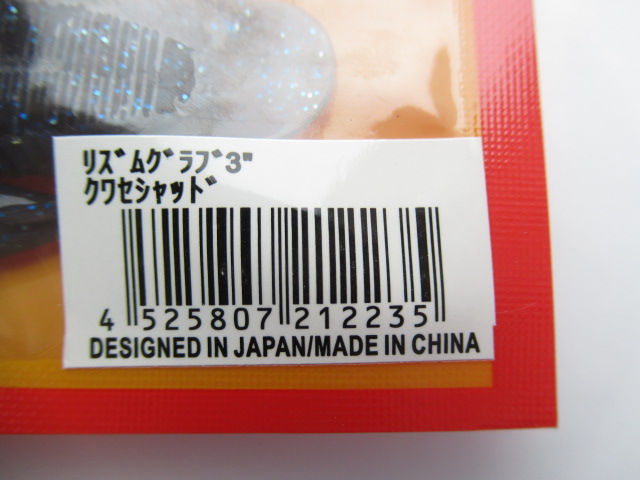 ﾘｽﾞﾑｸﾞﾗﾌﾞ3"
ｸﾜｾｼｬｯﾄﾞ
4 525807 212235
DESIGNED IN JAPAN/MADE IN CHINA